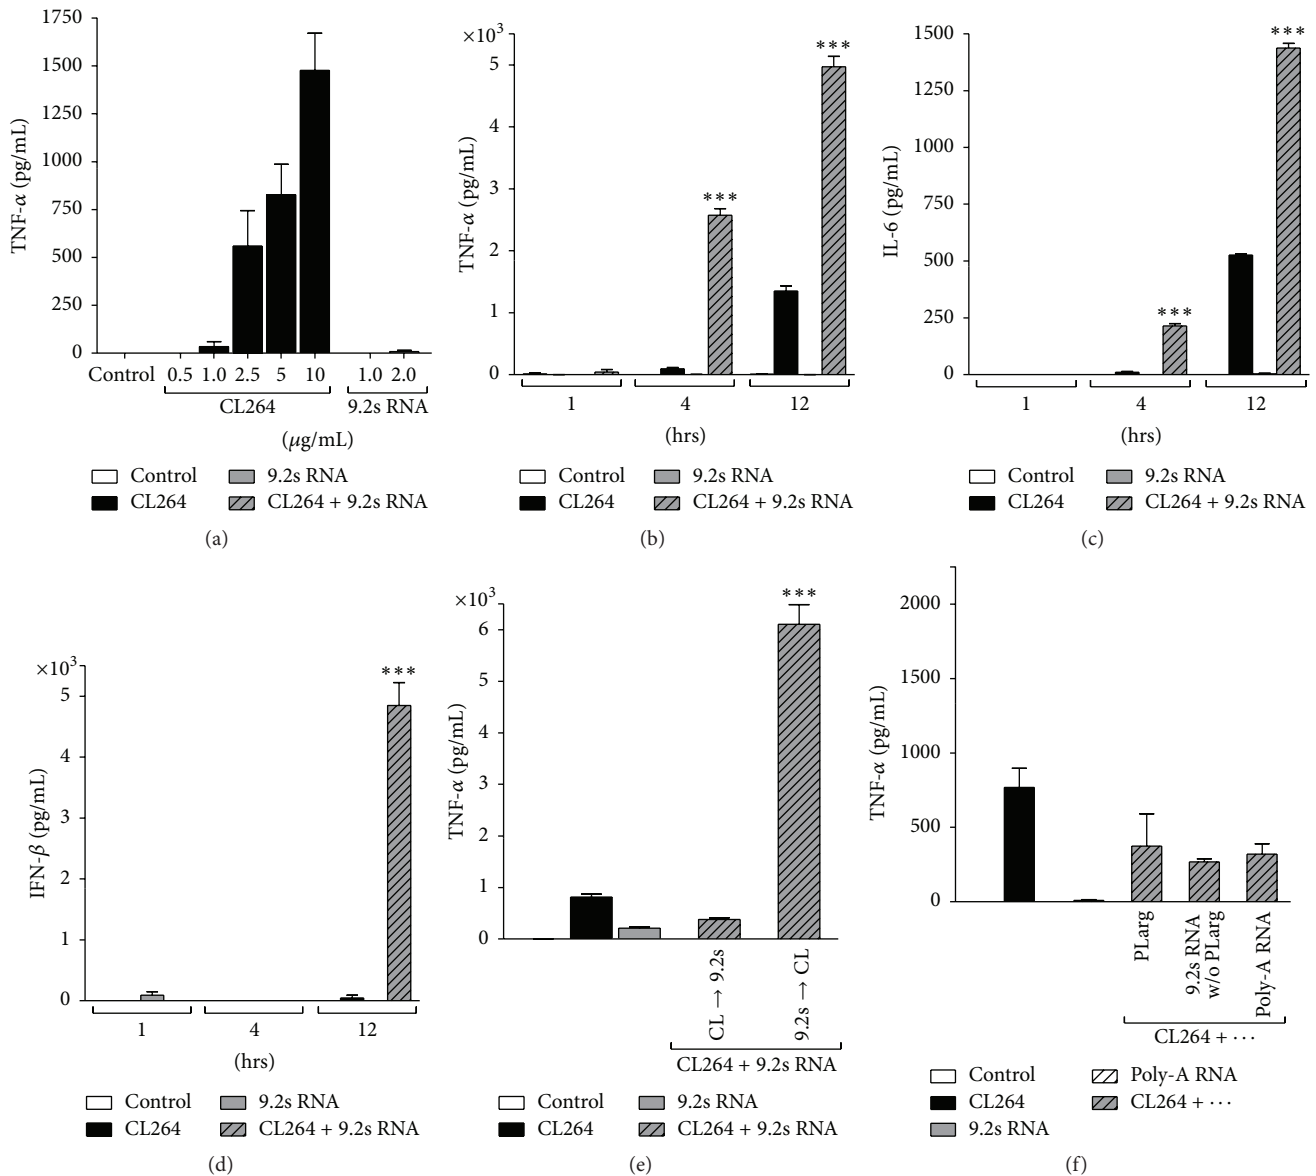 1750
1500
1250
1000
750
500
250
0
TNF-α (pg/mL)
Control 0.5 1.0 2.5 5 10 1.0 2.0
CL264 9.2s RNA
(μg/mL)
Control 9.2s RNA
CL264 CL264 + 9.2s RNA
(a)
×10³
5
4
3
2
1
0
TNF-α (pg/mL)
***
***
1 4 12
(hrs)
Control 9.2s RNA
CL264 CL264 + 9.2s RNA
(b)
1500
1250
1000
750
500
250
0
IL-6 (pg/mL)
***
***
1 4 12
(hrs)
Control 9.2s RNA
CL264 CL264 + 9.2s RNA
(c)
×10³
5
4
3
2
1
0
IFN-β (pg/mL)
***
1 4 12
(hrs)
Control 9.2s RNA
CL264 CL264 + 9.2s RNA
(d)
×10³
6
5
4
3
2
1
0
TNF-α (pg/mL)
***
CL → 9.2s
9.2s → CL
CL264 + 9.2s RNA
Control 9.2s RNA
CL264 CL264 + 9.2s RNA
(e)
2000
1500
1000
500
0
TNF-α (pg/mL)
PLarg
9.2s RNA
w/o PLarg
Poly-A RNA
CL264 + ···
Control Poly-A RNA
CL264 CL264 + ···
9.2s RNA
(f)